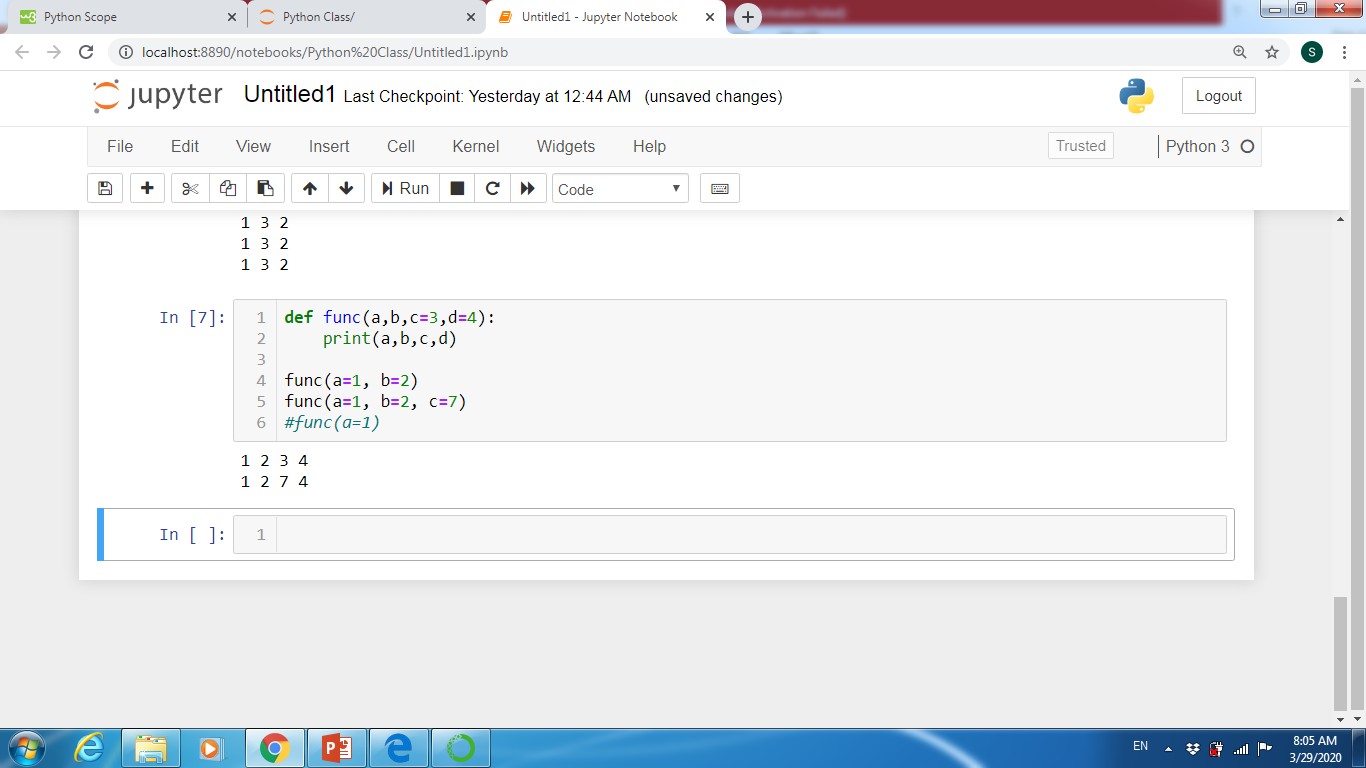 Python Scope
Python Class/
Untitled1 - Jupyter Notebook
localhost:8890/notebooks/Python%20Class/Untitled1.ipynb
S
jupyter Untitled1 Last Checkpoint: Yesterday at 12:44 AM (unsaved changes)
Logout
File Edit View Insert Cell Kernel Widgets Help
Trusted
Python 3
Run
Code
1 3 2
1 3 2
1 3 2
In [7]:
1 def func(a,b,c=3,d=4):
2     print(a,b,c,d)
3
4 func(a=1, b=2)
5 func(a=1, b=2, c=7)
6 #func(a=1)
1 2 3 4
1 2 7 4
In [ ]:
1
EN
8:05 AM
3/29/2020